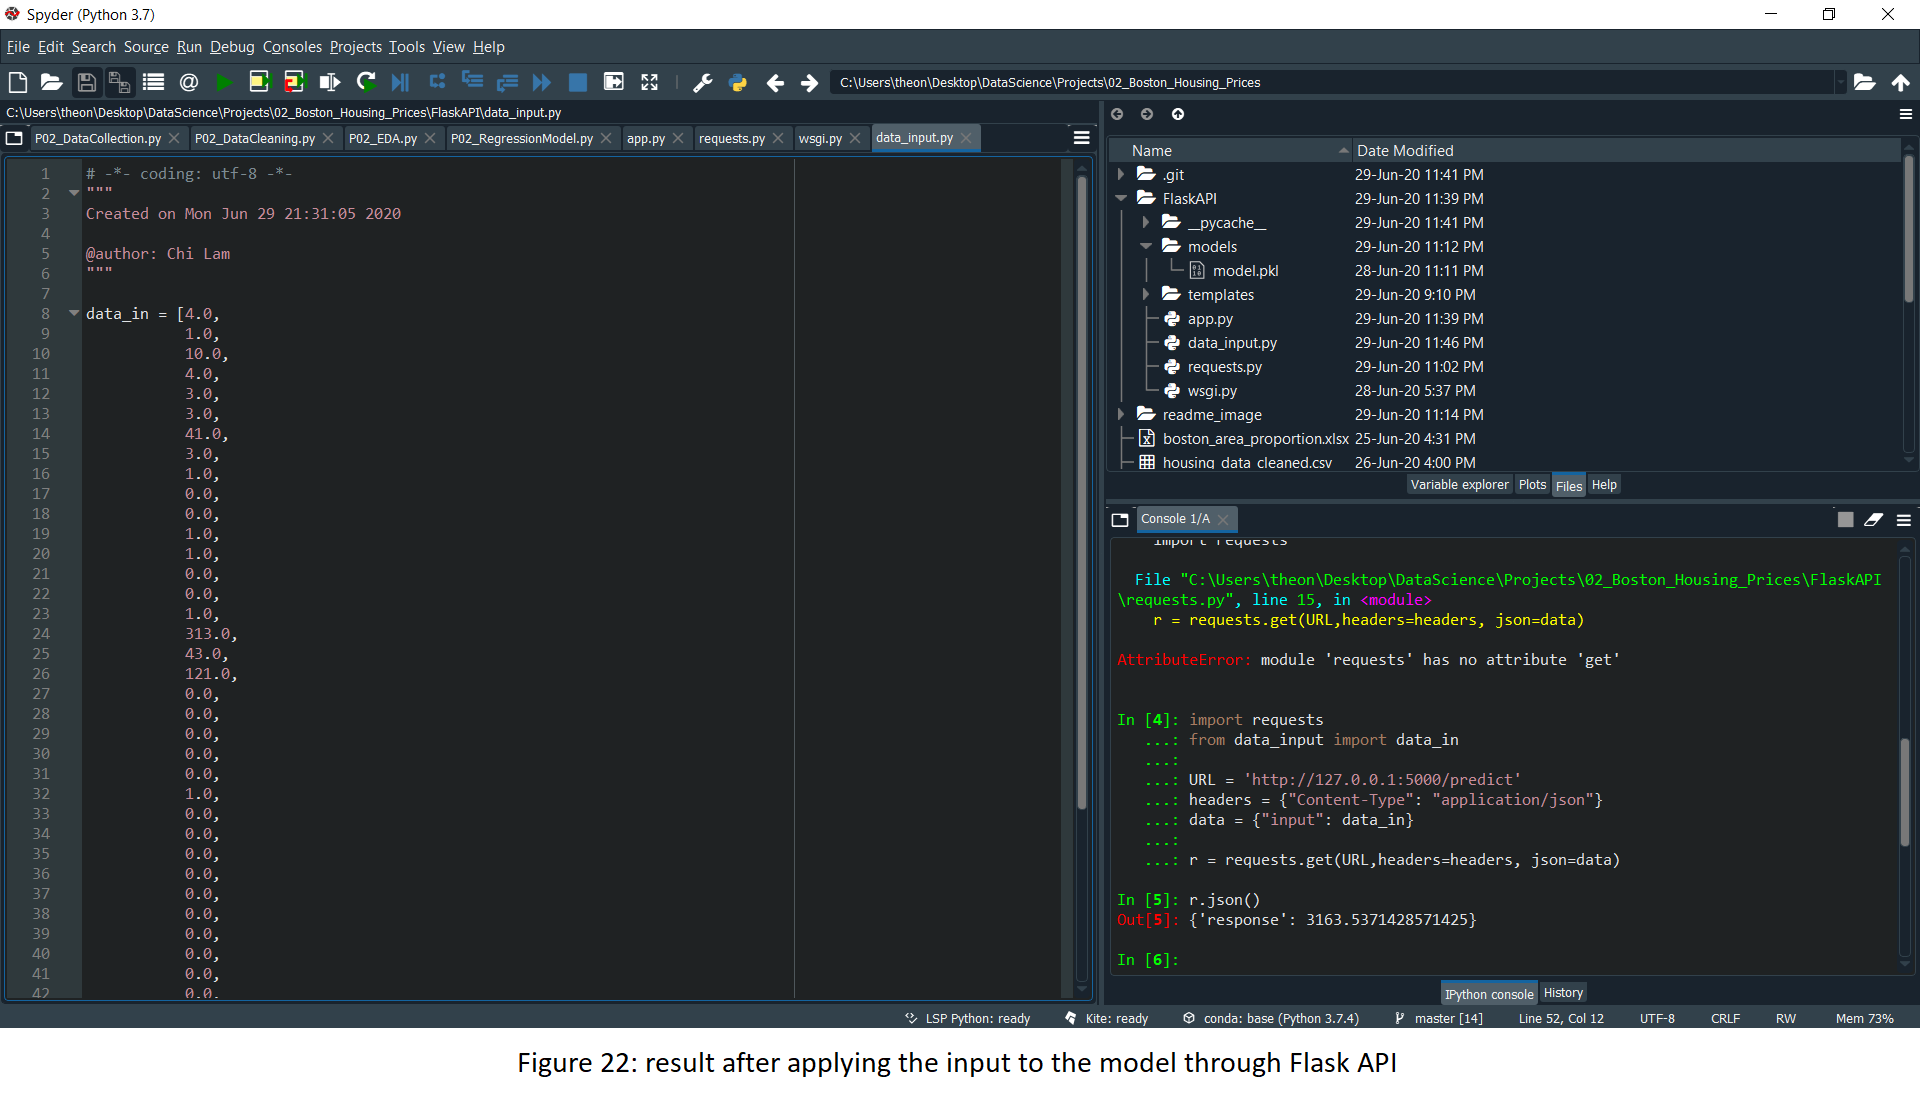 Spyder (Python 3.7)
File Edit Search Source Run Debug Consoles Projects Tools View Help
C:\Users\theon\Desktop\DataScience\Projects\02_Boston_Housing_Prices
C:\Users\theon\Desktop\DataScience\Projects\02_Boston_Housing_Prices\FlaskAPI\data_input.py
P02_DataCollection.py P02_DataCleaning.py P02_EDA.py P02_RegressionModel.py app.py requests.py wsgi.py data_input.py
1 # -*- coding: utf-8 -*-
2 """
3 Created on Mon Jun 29 21:31:05 2020
4
5 @author: Chi Lam
6 """
7
8 data_in = [4.0,
9 1.0,
10 10.0,
11 4.0,
12 3.0,
13 3.0,
14 41.0,
15 3.0,
16 1.0,
17 0.0,
18 0.0,
19 1.0,
20 1.0,
21 0.0,
22 0.0,
23 1.0,
24 313.0,
25 43.0,
26 121.0,
27 0.0,
28 0.0,
29 0.0,
30 0.0,
31 0.0,
32 1.0,
33 0.0,
34 0.0,
35 0.0,
36 0.0,
37 0.0,
38 0.0,
39 0.0,
40 0.0,
41 0.0,
42 0.0,
Name Date Modified
.git 29-Jun-20 11:41 PM
FlaskAPI 29-Jun-20 11:39 PM
__pycache__ 29-Jun-20 11:41 PM
models 29-Jun-20 11:12 PM
model.pkl 28-Jun-20 11:11 PM
templates 29-Jun-20 9:10 PM
app.py 29-Jun-20 11:39 PM
data_input.py 29-Jun-20 11:46 PM
requests.py 29-Jun-20 11:02 PM
wsgi.py 28-Jun-20 5:37 PM
readme_image 29-Jun-20 11:14 PM
boston_area_proportion.xlsx 25-Jun-20 4:31 PM
housing_data_cleaned.csv 26-Jun-20 4:00 PM
Variable explorer Plots Files Help
Console 1/A
import requests
File "C:\Users\theon\Desktop\DataScience\Projects\02_Boston_Housing_Prices\FlaskAPI
\requests.py", line 15, in <module>
r = requests.get(URL,headers=headers, json=data)
AttributeError: module 'requests' has no attribute 'get'
In [4]: import requests
...: from data_input import data_in
...:
...: URL = 'http://127.0.0.1:5000/predict'
...: headers = {"Content-Type": "application/json"}
...: data = {"input": data_in}
...:
...: r = requests.get(URL,headers=headers, json=data)
In [5]: r.json()
Out[5]: {'response': 3163.5371428571425}
In [6]:
IPython console History
LSP Python: ready Kite: ready conda: base (Python 3.7.4) master [14] Line 52, Col 12 UTF-8 CRLF RW Mem 73%
Figure 22: result after applying the input to the model through Flask API